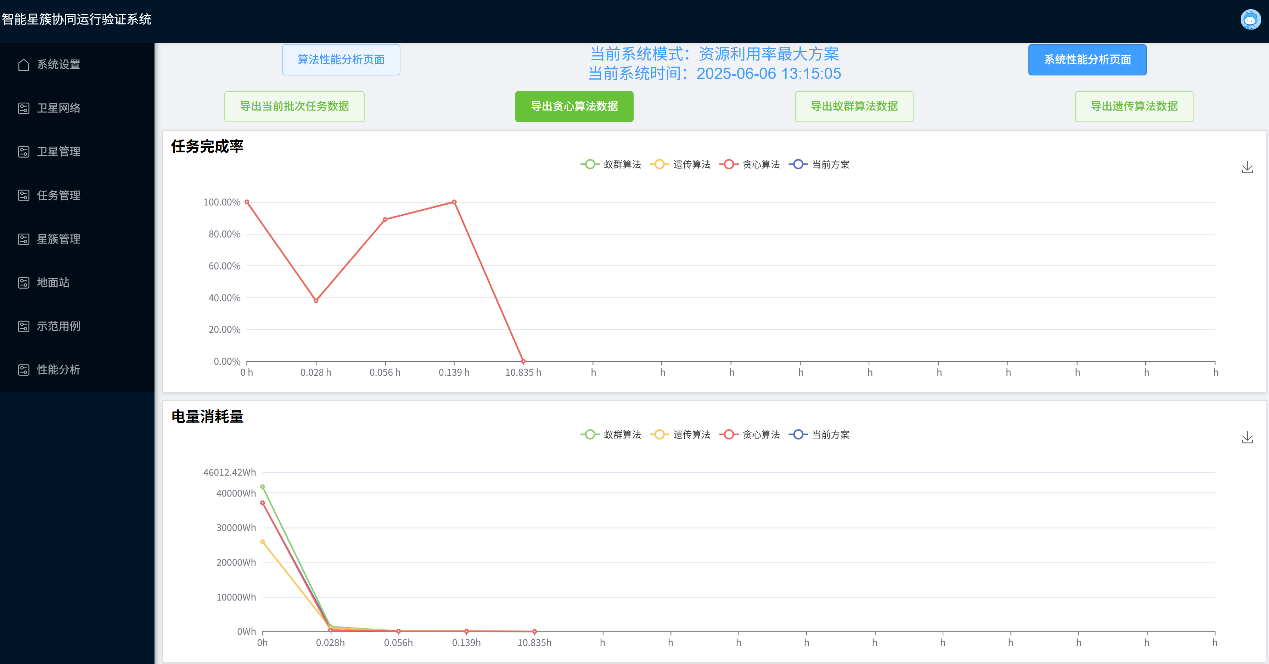 智能星簇协同运行验证系统
系统设置
卫星网络
卫星管理
任务管理
星簇管理
地面站
示范用例
性能分析
算法性能分析页面
当前系统模式：资源利用率最大方案
当前系统时间：2025-06-06 13:15:05
系统性能分析页面
导出当前批次任务数据
导出贪心算法数据
导出蚁群算法数据
导出遗传算法数据
任务完成率
蚁群算法 遗传算法 贪心算法 当前方案
100.00%
80.00%
60.00%
40.00%
20.00%
0.00%
0 h 0.028 h 0.056 h 0.139 h 10.835 h h h h h h h h h h h
电量消耗量
蚁群算法 遗传算法 贪心算法 当前方案
46012.42Wh
40000Wh
30000Wh
20000Wh
10000Wh
0Wh
0h 0.028h 0.056h 0.139h 10.835h h h h h h h h h h h